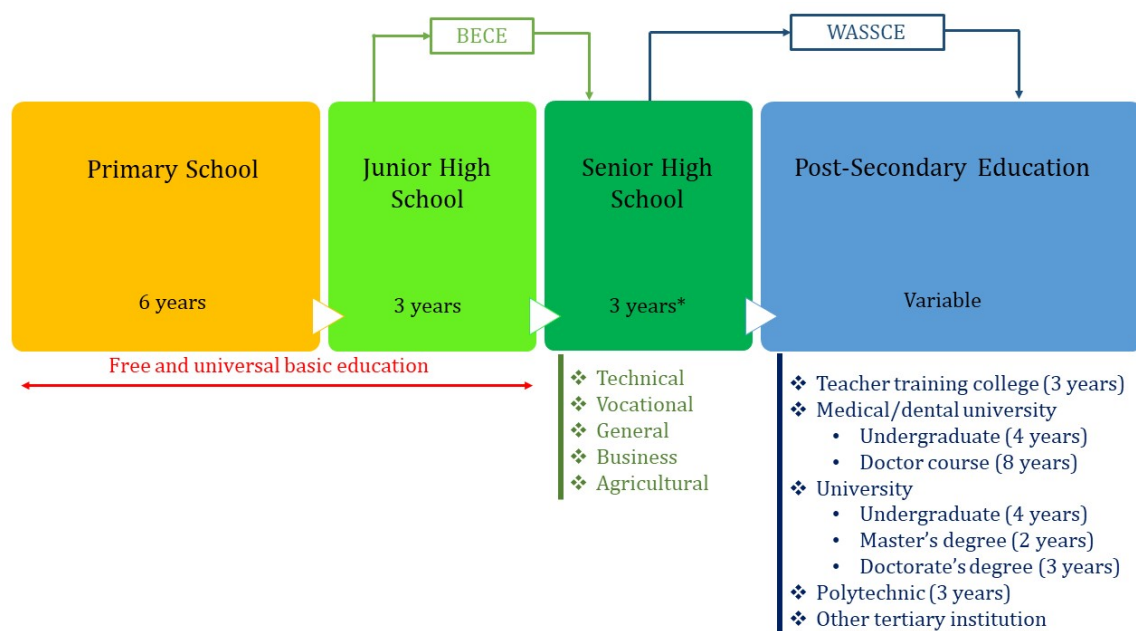 BECE
WASSCE
Primary School
6 years
Junior High
School
3 years
Senior High
School
3 years*
Post-Secondary Education
Variable
Free and universal basic education
❖ Technical
❖ Vocational
❖ General
❖ Business
❖ Agricultural
❖ Teacher training college (3 years)
❖ Medical/dental university
• Undergraduate (4 years)
• Doctor course (8 years)
❖ University
• Undergraduate (4 years)
• Master's degree (2 years)
• Doctorate's degree (3 years)
❖ Polytechnic (3 years)
❖ Other tertiary institution